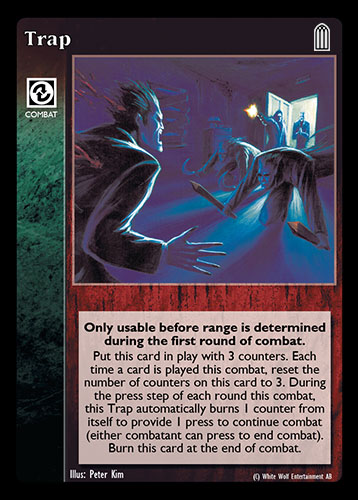 Trap
COMBAT
Only usable before range is determined
during the first round of combat.
Put this card in play with 3 counters. Each
time a card is played this combat, reset the
number of counters on this card to 3. During
the press step of each round this combat,
this Trap automatically burns 1 counter from
itself to provide 1 press to continue combat
(either combatant can press to end combat).
Burn this card at the end of combat.
Illus: Peter Kim
(C) White Wolf Entertainment AB